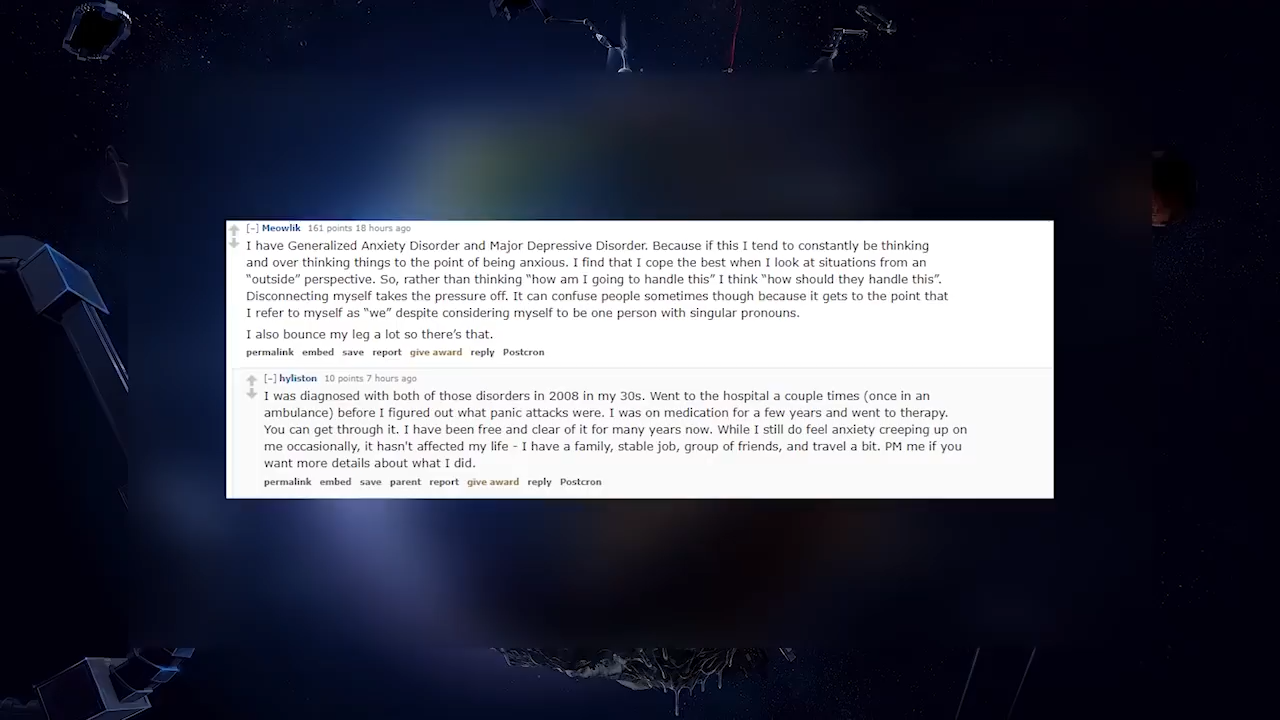 [-] Meowlik 161 points 18 hours ago
I have Generalized Anxiety Disorder and Major Depressive Disorder. Because if this I tend to constantly be thinking
and over thinking things to the point of being anxious. I find that I cope the best when I look at situations from an
“outside” perspective. So, rather than thinking “how am I going to handle this” I think “how should they handle this”.
Disconnecting myself takes the pressure off. It can confuse people sometimes though because it gets to the point that
I refer to myself as “we” despite considering myself to be one person with singular pronouns.
I also bounce my leg a lot so there’s that.
permalink embed save report give award reply Postcron
[-] hyliston 10 points 7 hours ago
I was diagnosed with both of those disorders in 2008 in my 30s. Went to the hospital a couple times (once in an
ambulance) before I figured out what panic attacks were. I was on medication for a few years and went to therapy.
You can get through it. I have been free and clear of it for many years now. While I still do feel anxiety creeping up on
me occasionally, it hasn't affected my life - I have a family, stable job, group of friends, and travel a bit. PM me if you
want more details about what I did.
permalink embed save parent report give award reply Postcron